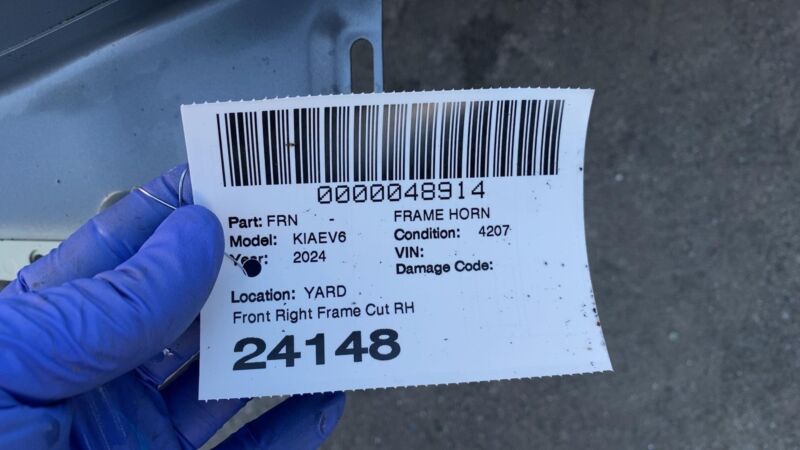 0000048914
Part: FRN - FRAME HORN
Model: KIAEV6 Condition: 4207
Year: 2024 VIN:
Damage Code:
Location: YARD
Front Right Frame Cut RH
24148